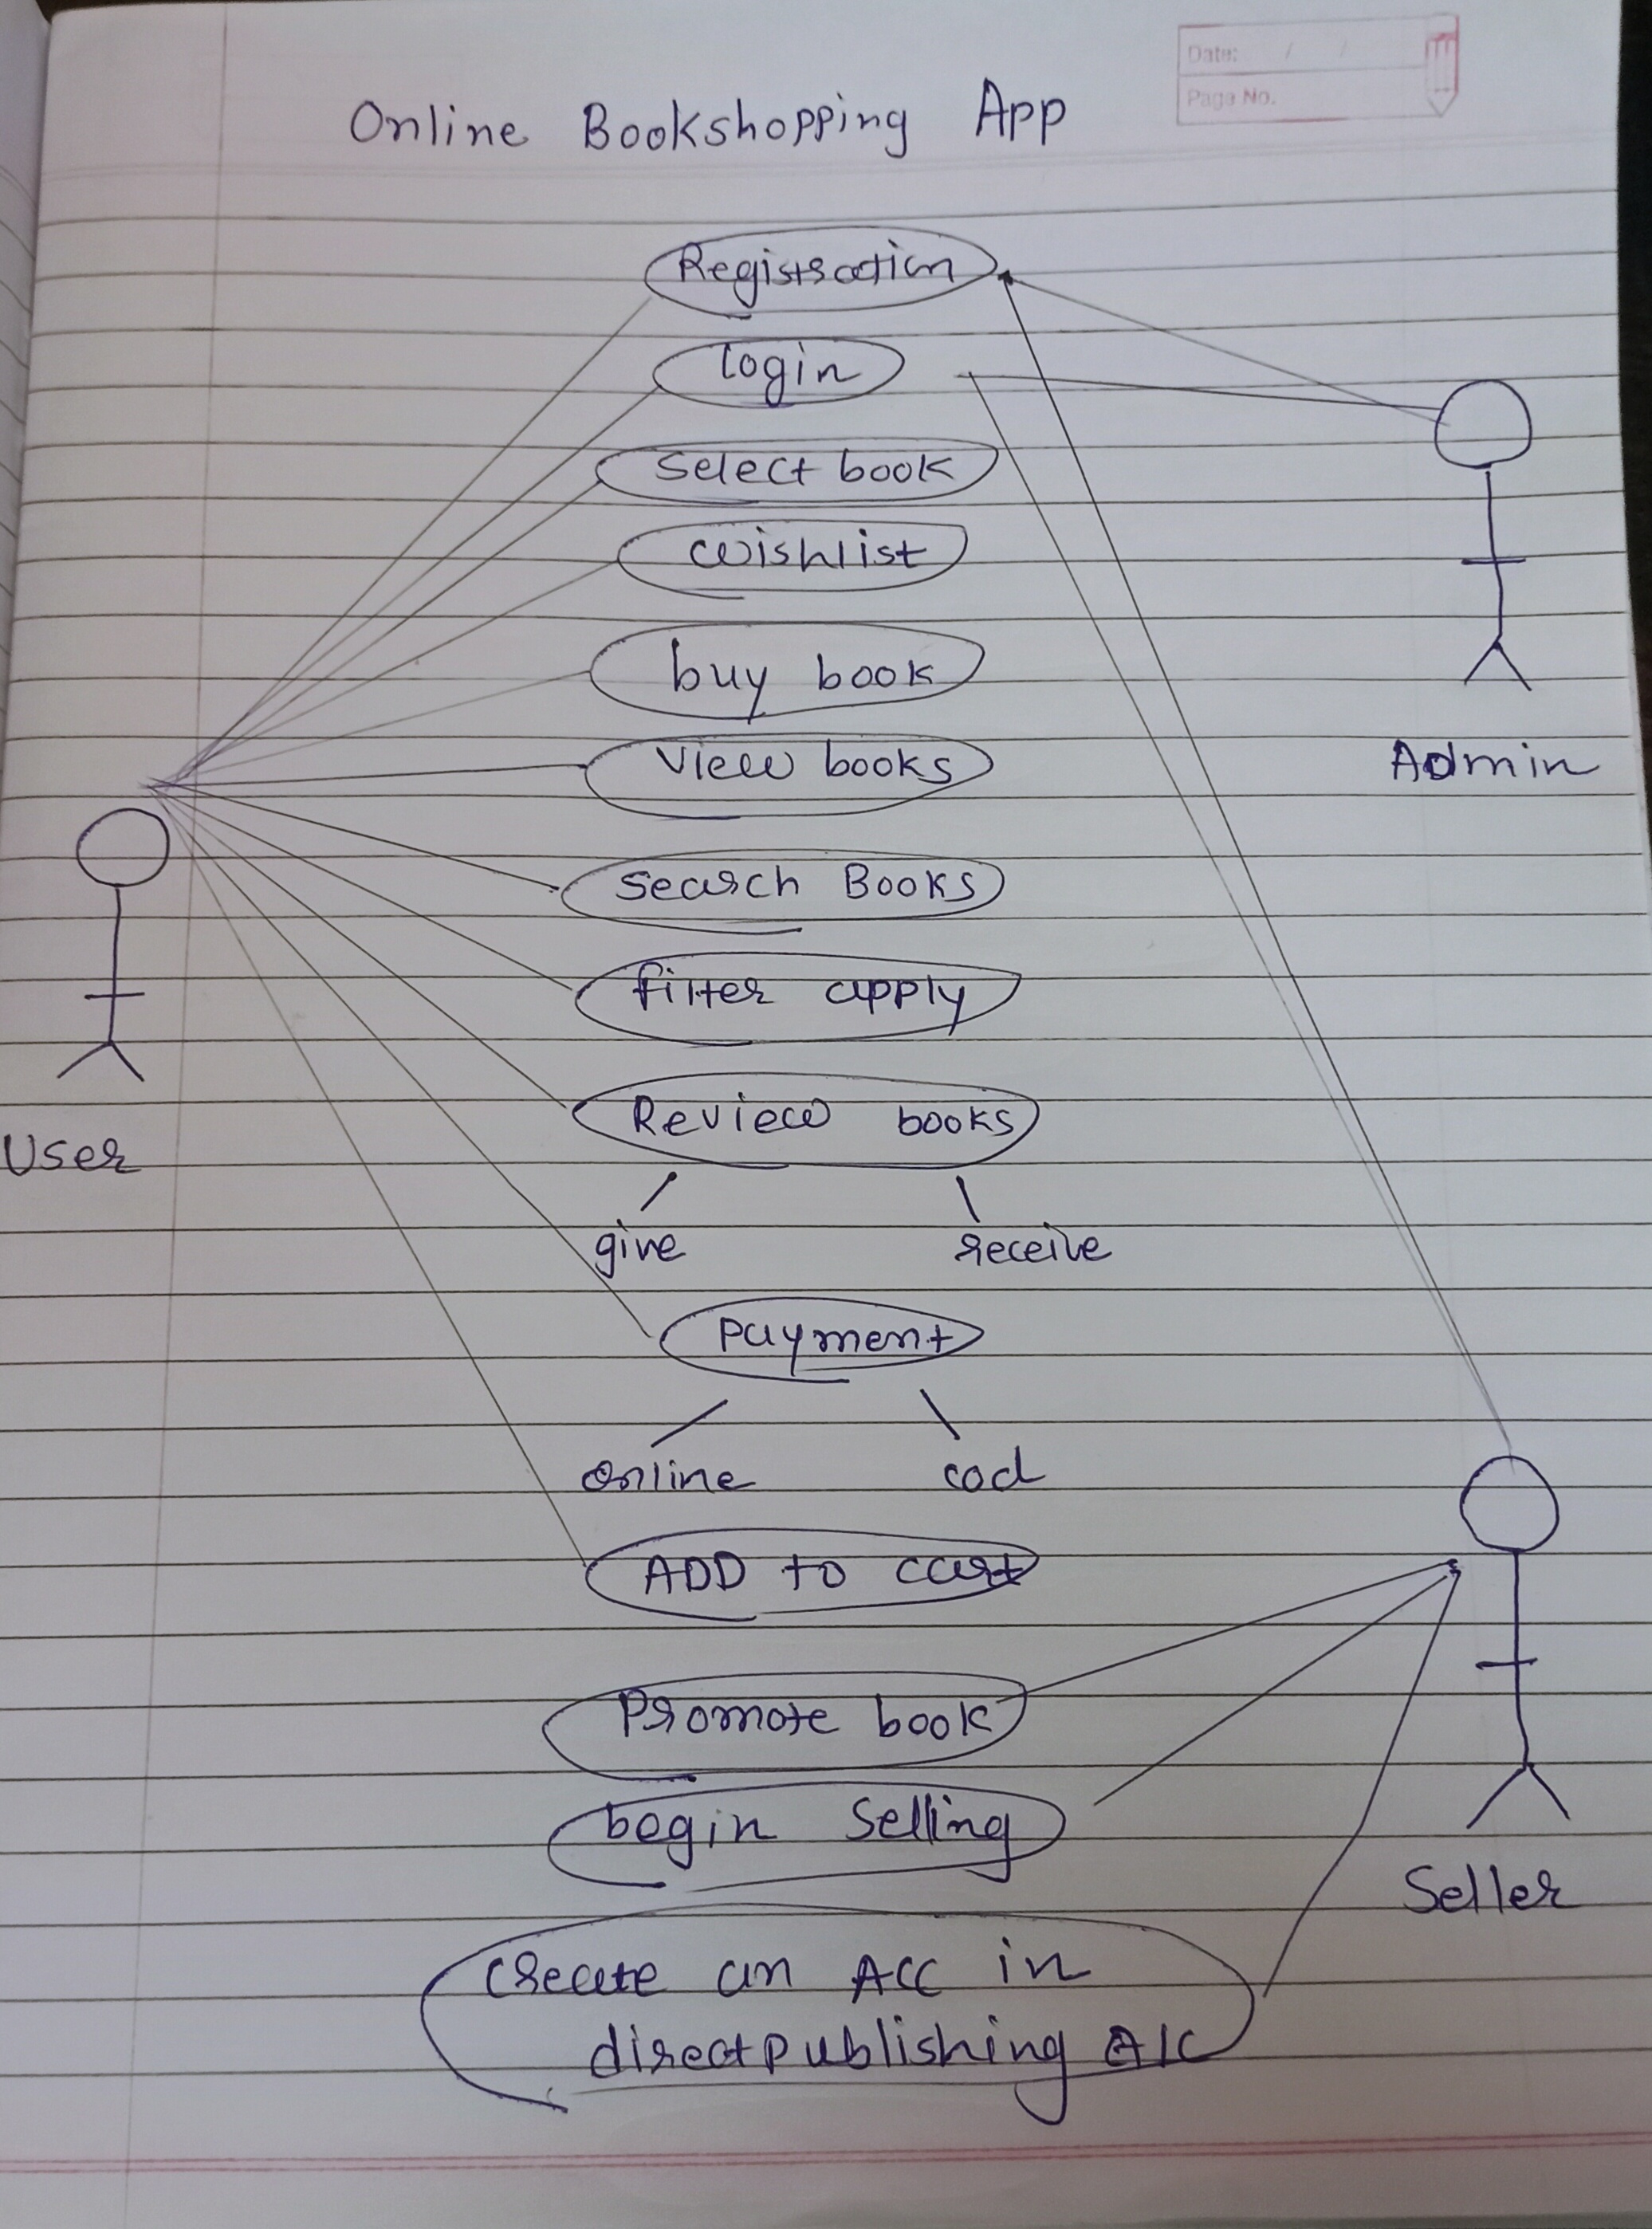 Date: / /
Page No.
Online Bookshopping App
Registration
login
Select book
wishlist
buy book
View books
Admin
Search Books
filter apply
Review books
User
give receive
Payment
online cod
ADD to cart
Promote book
begin Selling
Seller
Create an Acc in
directpublishing A/C